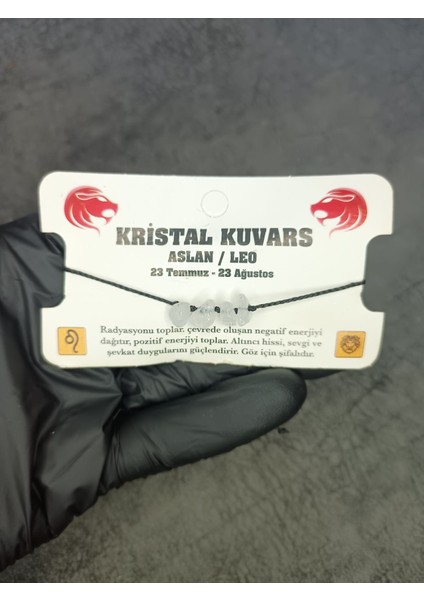 KRİSTAL KUVARS
ASLAN / LEO
23 Temmuz - 23 Ağustos
Radyasyonu toplar, çevrede oluşan negatif enerjiyi
dağıtır, pozitif enerjiyi toplar. Altıncı hissi, sevgi ve
şevkat duygularını güçlendirir. Göz için şifalıdır.